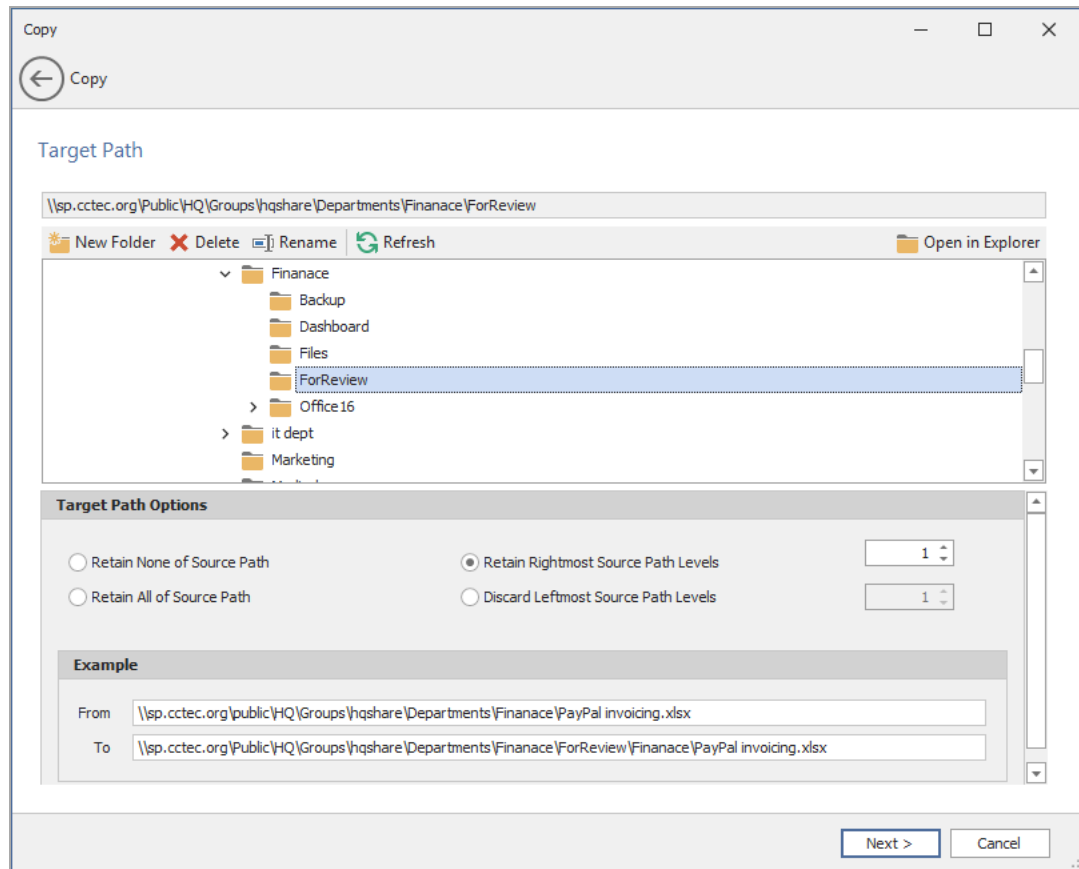 Copy
Copy
Target Path
\\sp.cctec.org\Public\HQ\Groups\hqshare\Departments\Finanace\ForReview
New Folder Delete Rename Refresh Open in Explorer
Finanace
Backup
Dashboard
Files
ForReview
Office16
it dept
Marketing
Target Path Options
Retain None of Source Path Retain Rightmost Source Path Levels 1
Retain All of Source Path Discard Leftmost Source Path Levels 1
Example
From \\sp.cctec.org\public\HQ\Groups\hqshare\Departments\Finanace\PayPal invoicing.xlsx
To \\sp.cctec.org\Public\HQ\Groups\hqshare\Departments\Finanace\ForReview\Finanace\PayPal invoicing.xlsx
Next > Cancel